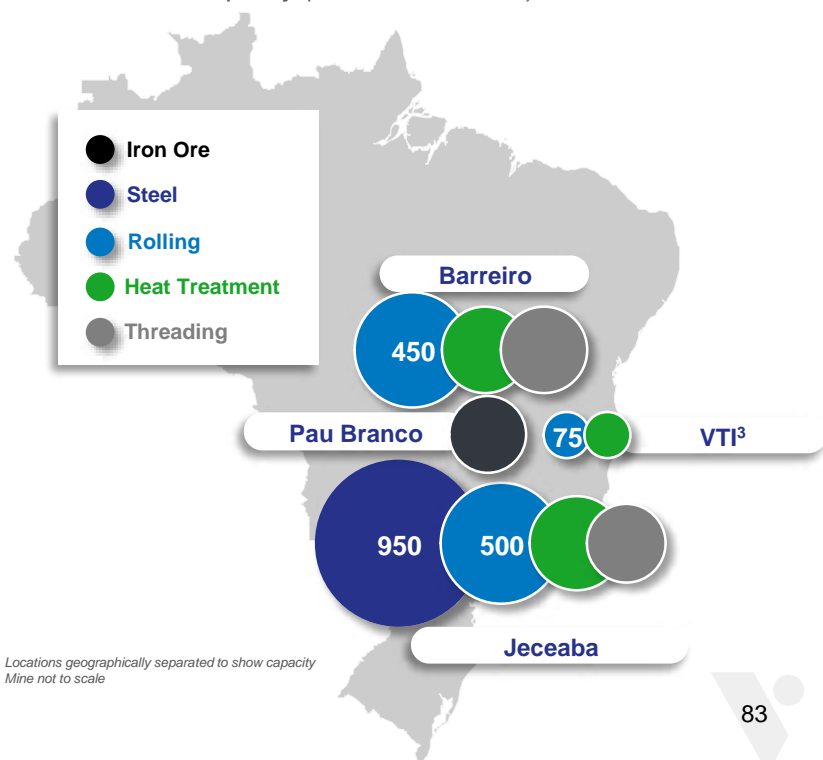 Iron Ore
Steel
Rolling
Heat Treatment
Threading
Barreiro
450
Pau Branco
75
VTI³
950
500
Jeceaba
Locations geographically separated to show capacity
Mine not to scale
83